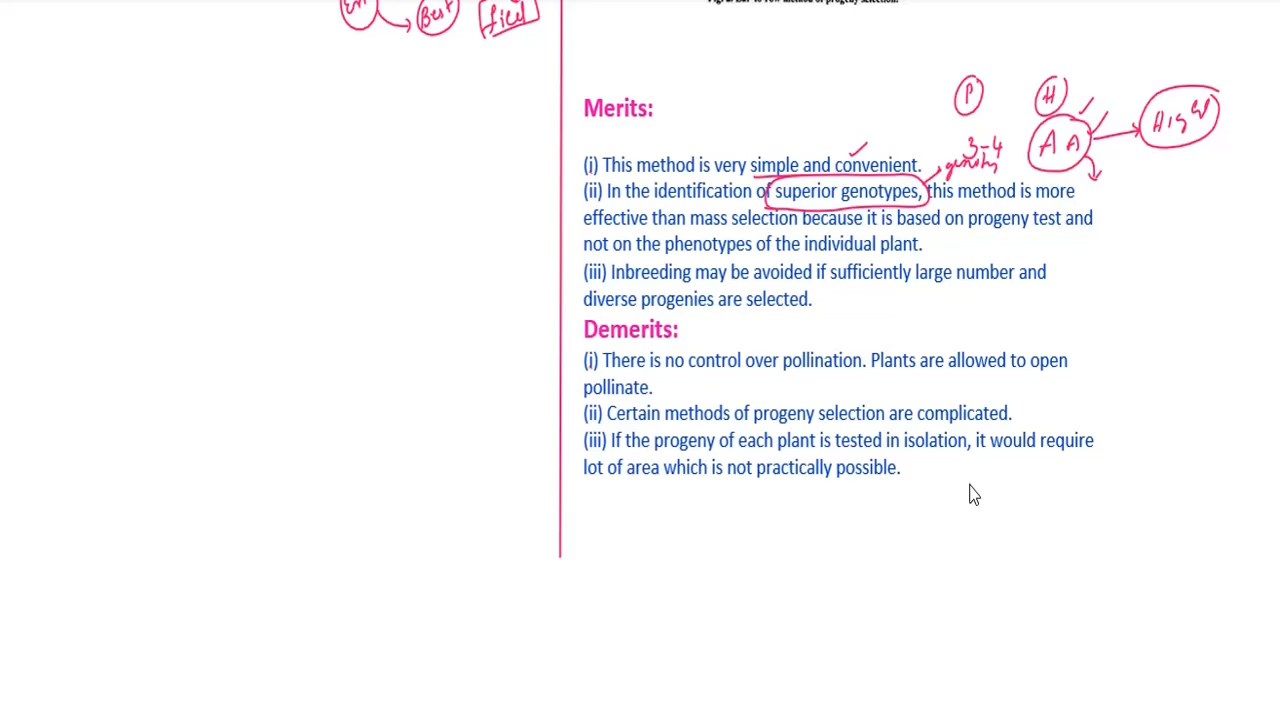 Best
field
Merits:
P
H
A A
High
3-4
(i) This method is very simple and convenient.
(ii) In the identification of superior genotypes, this method is more
effective than mass selection because it is based on progeny test and
not on the phenotypes of the individual plant.
(iii) Inbreeding may be avoided if sufficiently large number and
diverse progenies are selected.
Demerits:
(i) There is no control over pollination. Plants are allowed to open
pollinate.
(ii) Certain methods of progeny selection are complicated.
(iii) If the progeny of each plant is tested in isolation, it would require
lot of area which is not practically possible.